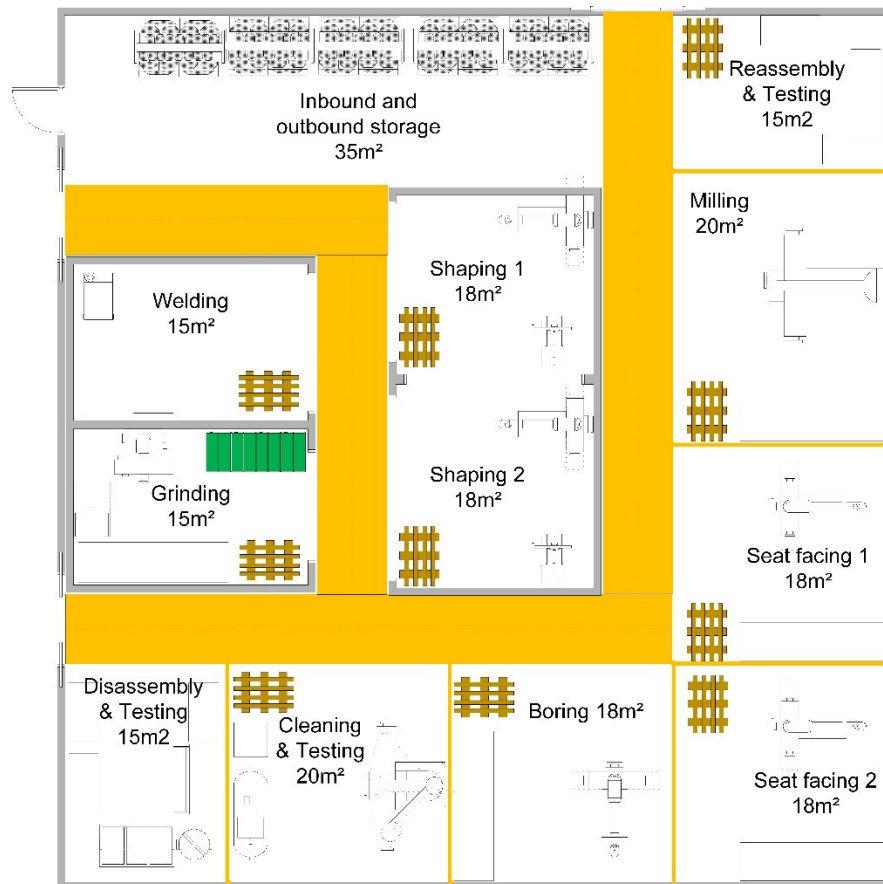 Inbound and
outbound storage
35m²
Reassembly
& Testing
15m2
Milling
20m²
Shaping 1
18m²
Welding
15m²
Shaping 2
18m²
Grinding
15m²
Seat facing 1
18m²
Disassembly
& Testing
15m2
Cleaning
& Testing
20m²
Boring 18m²
Seat facing 2
18m²